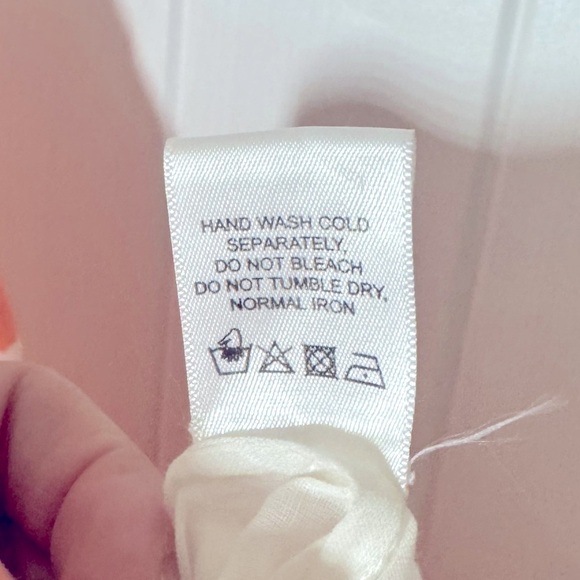 HAND WASH COLD
SEPARATELY,
DO NOT BLEACH
DO NOT TUMBLE DRY,
NORMAL IRON